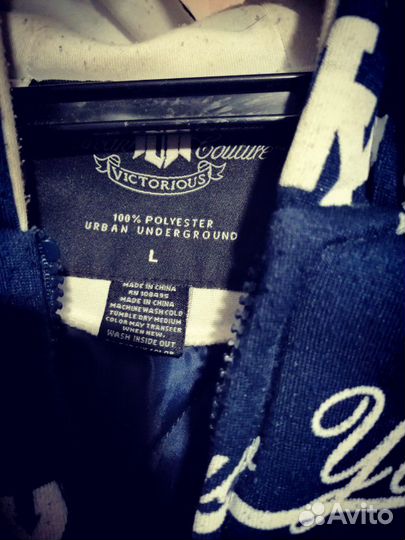 Couture
VICTORIOUS
100% POLYESTER
URBAN UNDERGROUND
L
MADE IN CHINA
RN 108495
MADE IN CHINA
MACHINE WASH COLD
TUMBLE DRY MEDIUM
COLOR MAY TRANSFER
WHEN NEW.
WASH INSIDE OUT
COLOR
Avito